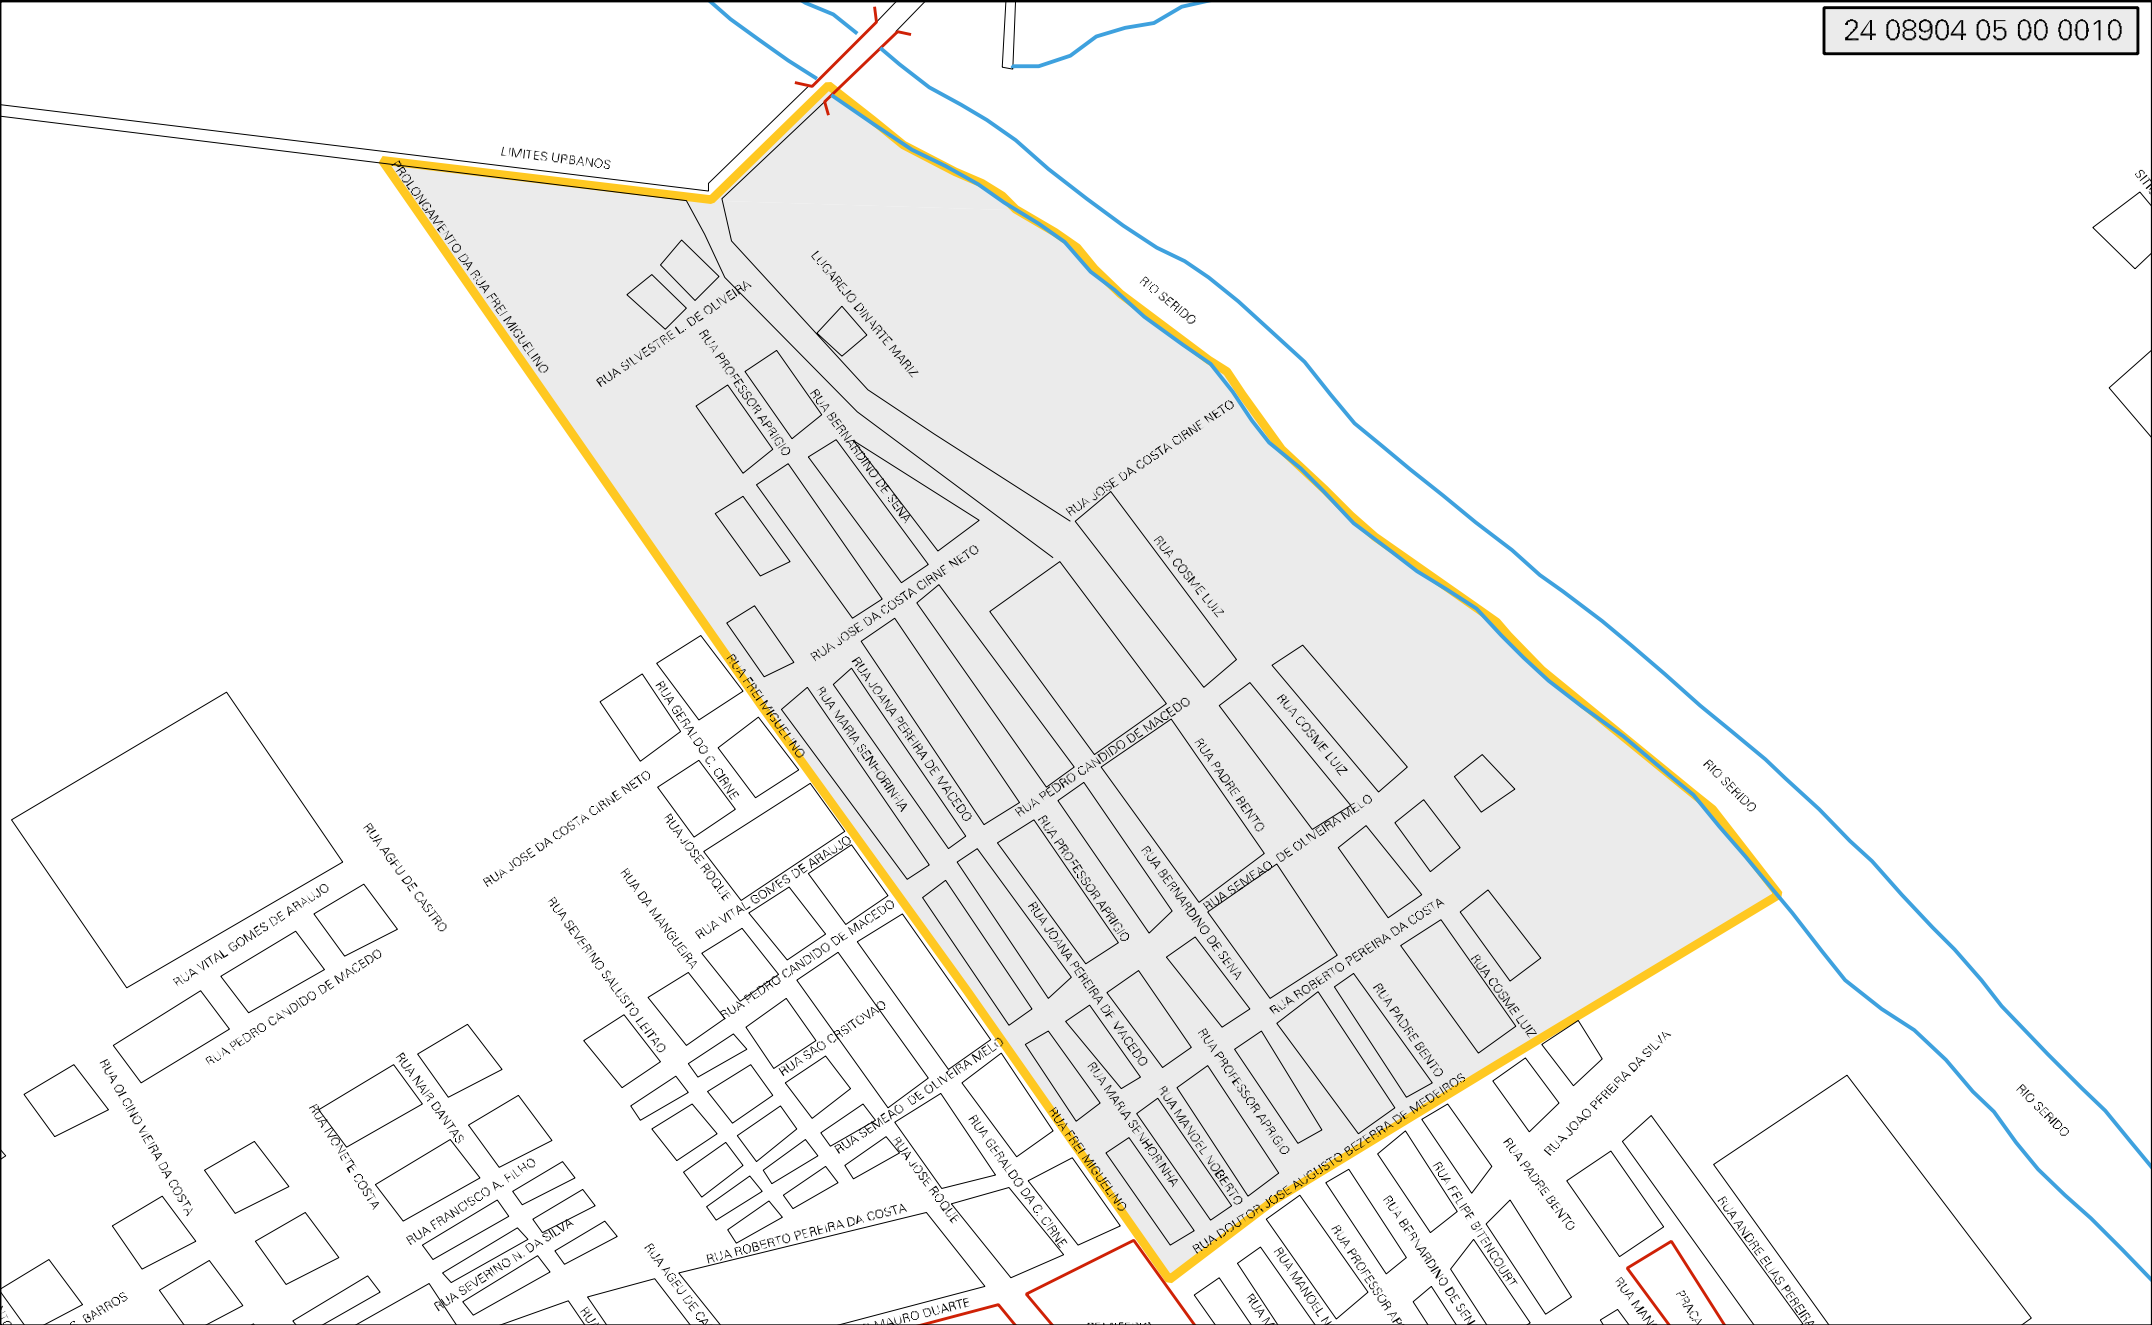 24 08904 05 00 0010
LIMITES URBANOS
PROLONGAMENTO DA RUA FREI MIGUELINO
LUGAREJO DINARTE MARIZ
RIO SERIDO
RUA SILVESTRE L. DE OLIVEIRA
RUA PROFESSOR APRIGIO
RUA BERNARDINO DE SENA
RUA JOSE DA COSTA CIRNE NETO
RUA COSME LUIZ
RUA JOSE DA COSTA CIRNE NETO
RUA FREI MIGUELINO
RUA GERALDO C. CIRNE
RUA MARIA SENHORINHA
RUA JOANA PEREIRA DE MACEDO
RUA PEDRO CANDIDO DE MACEDO
RUA PADRE BENTO
RUA COSME LUIZ
RIO SERIDO
RUA JOSE DA COSTA CIRNE NETO
RUA JOSE ROQUE
RUA VITAL GOMES DE ARAUJO
RUA PROFESSOR APRIGIO
RUA BERNARDINO DE SENA
RUA SEMEAO DE OLIVEIRA MELO
RUA AGEU DE CASTRO
RUA DA MANGUEIRA
RUA SEVERINO SALUSTO LEITAO
RUA VITAL GOMES DE ARAUJO
RUA PEDRO CANDIDO DE MACEDO
RUA PEDRO CANDIDO DE MACEDO
RUA JOANA PEREIRA DE MACEDO
RUA ROBERTO PEREIRA DA COSTA
RUA COSME LUIZ
RUA PADRE BENTO
RUA SAO CRSITOVAO
RUA SEMEAO DE OLIVEIRA MELO
RUA PROFESSOR APRIGIO
RUA MARIA SENHORINHA
RUA MANOEL NOBERTO
RUA DOUTOR JOSE AUGUSTO BEZERRA DE MEDEIROS
RUA JOAO PEREIRA DA SILVA
RIO SERIDO
RUA OLCINO VIEIRA DA COSTA
RUA NAIR DANTAS
RUA IVONETE COSTA
RUA FRANCISCO A. FILHO
RUA SEVERINO N. DA SILVA
RUA JOSE ROQUE
RUA GERALDO DA C. CIRNE
RUA FREI MIGUELINO
RUA ROBERTO PEREIRA DA COSTA
RUA AGEU DE CA
RUA FELIPE BITENCOURT
RUA PADRE BENTO
RUA BERNARDINO DE SEN
RUA PROFESSOR AP
RUA MANOEL N
RUA ANDRE ELIAS PEREIRA
RUA MAN
PRACA
MAURO DUARTE
BARROS
RUA